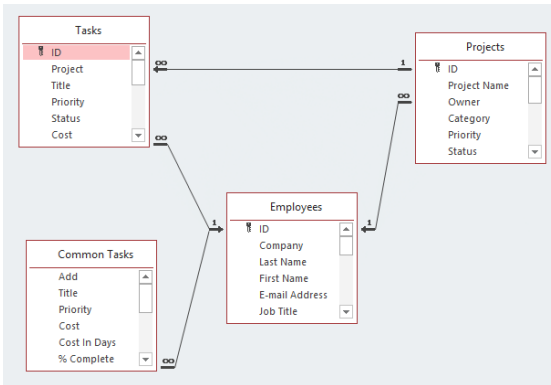 Tasks
ID
Project
Title
Priority
Status
Cost
∞
1
∞
∞
Projects
ID
Project Name
Owner
Category
Priority
Status
Employees
1
1
ID
Company
Last Name
First Name
E-mail Address
Job Title
Common Tasks
Add
Title
Priority
Cost
Cost In Days
% Complete
∞